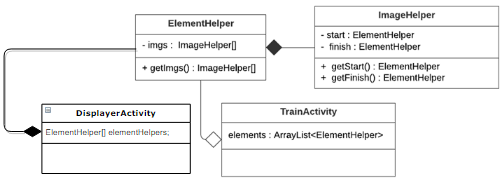 ElementHelper
- imgs : ImageHelper[]
+ getImgs() : ImageHelper[]
ImageHelper
- start : ElementHelper
- finish : ElementHelper
+ getStart() : ElementHelper
+ getFinish() : ElementHelper
DisplayerActivity
ElementHelper[] elementHelpers;
TrainActivity
elements : ArrayList<ElementHelper>